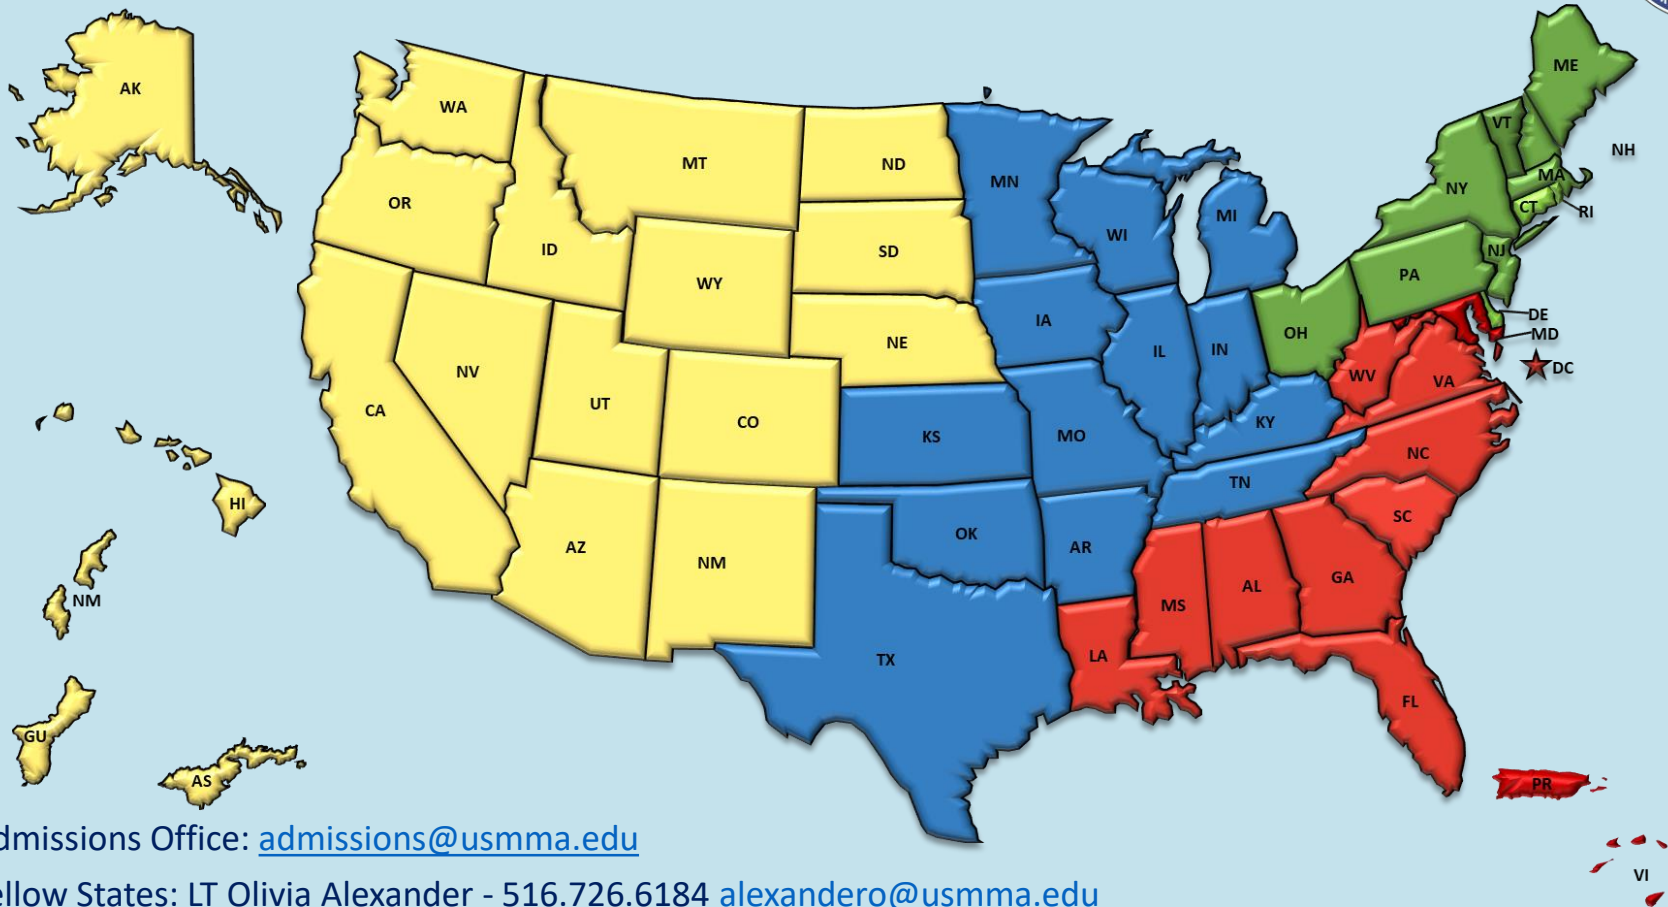 AK
WA
MT
ND
MN
ME
VT
NH
OR
ID
SD
WI
MI
NY
MA
CT
RI
WY
NJ
PA
NE
IA
IL
IN
OH
DE
MD
DC
NV
UT
CO
KS
MO
KY
WV
VA
CA
NC
TN
SC
HI
AZ
NM
OK
AR
GA
AL
MS
NM
TX
LA
FL
GU
AS
PR
VI
dmissions Office: admissions@usmma.edu
ellow States: LT Olivia Alexander - 516.726.6184 alexandero@usmma.edu